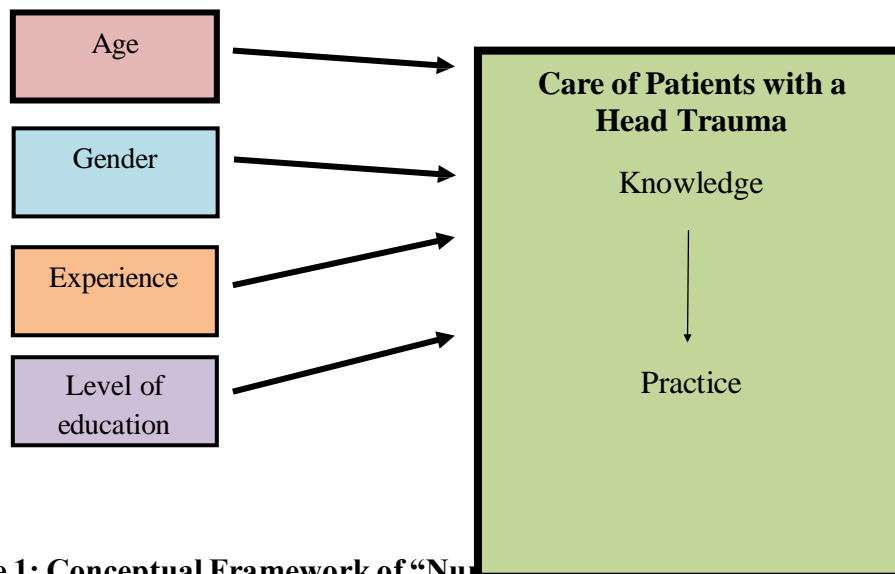 Age
Gender
Experience
Level of
education
Care of Patients with a
Head Trauma
Knowledge
Practice
1: Conceptual Framework of “Nu